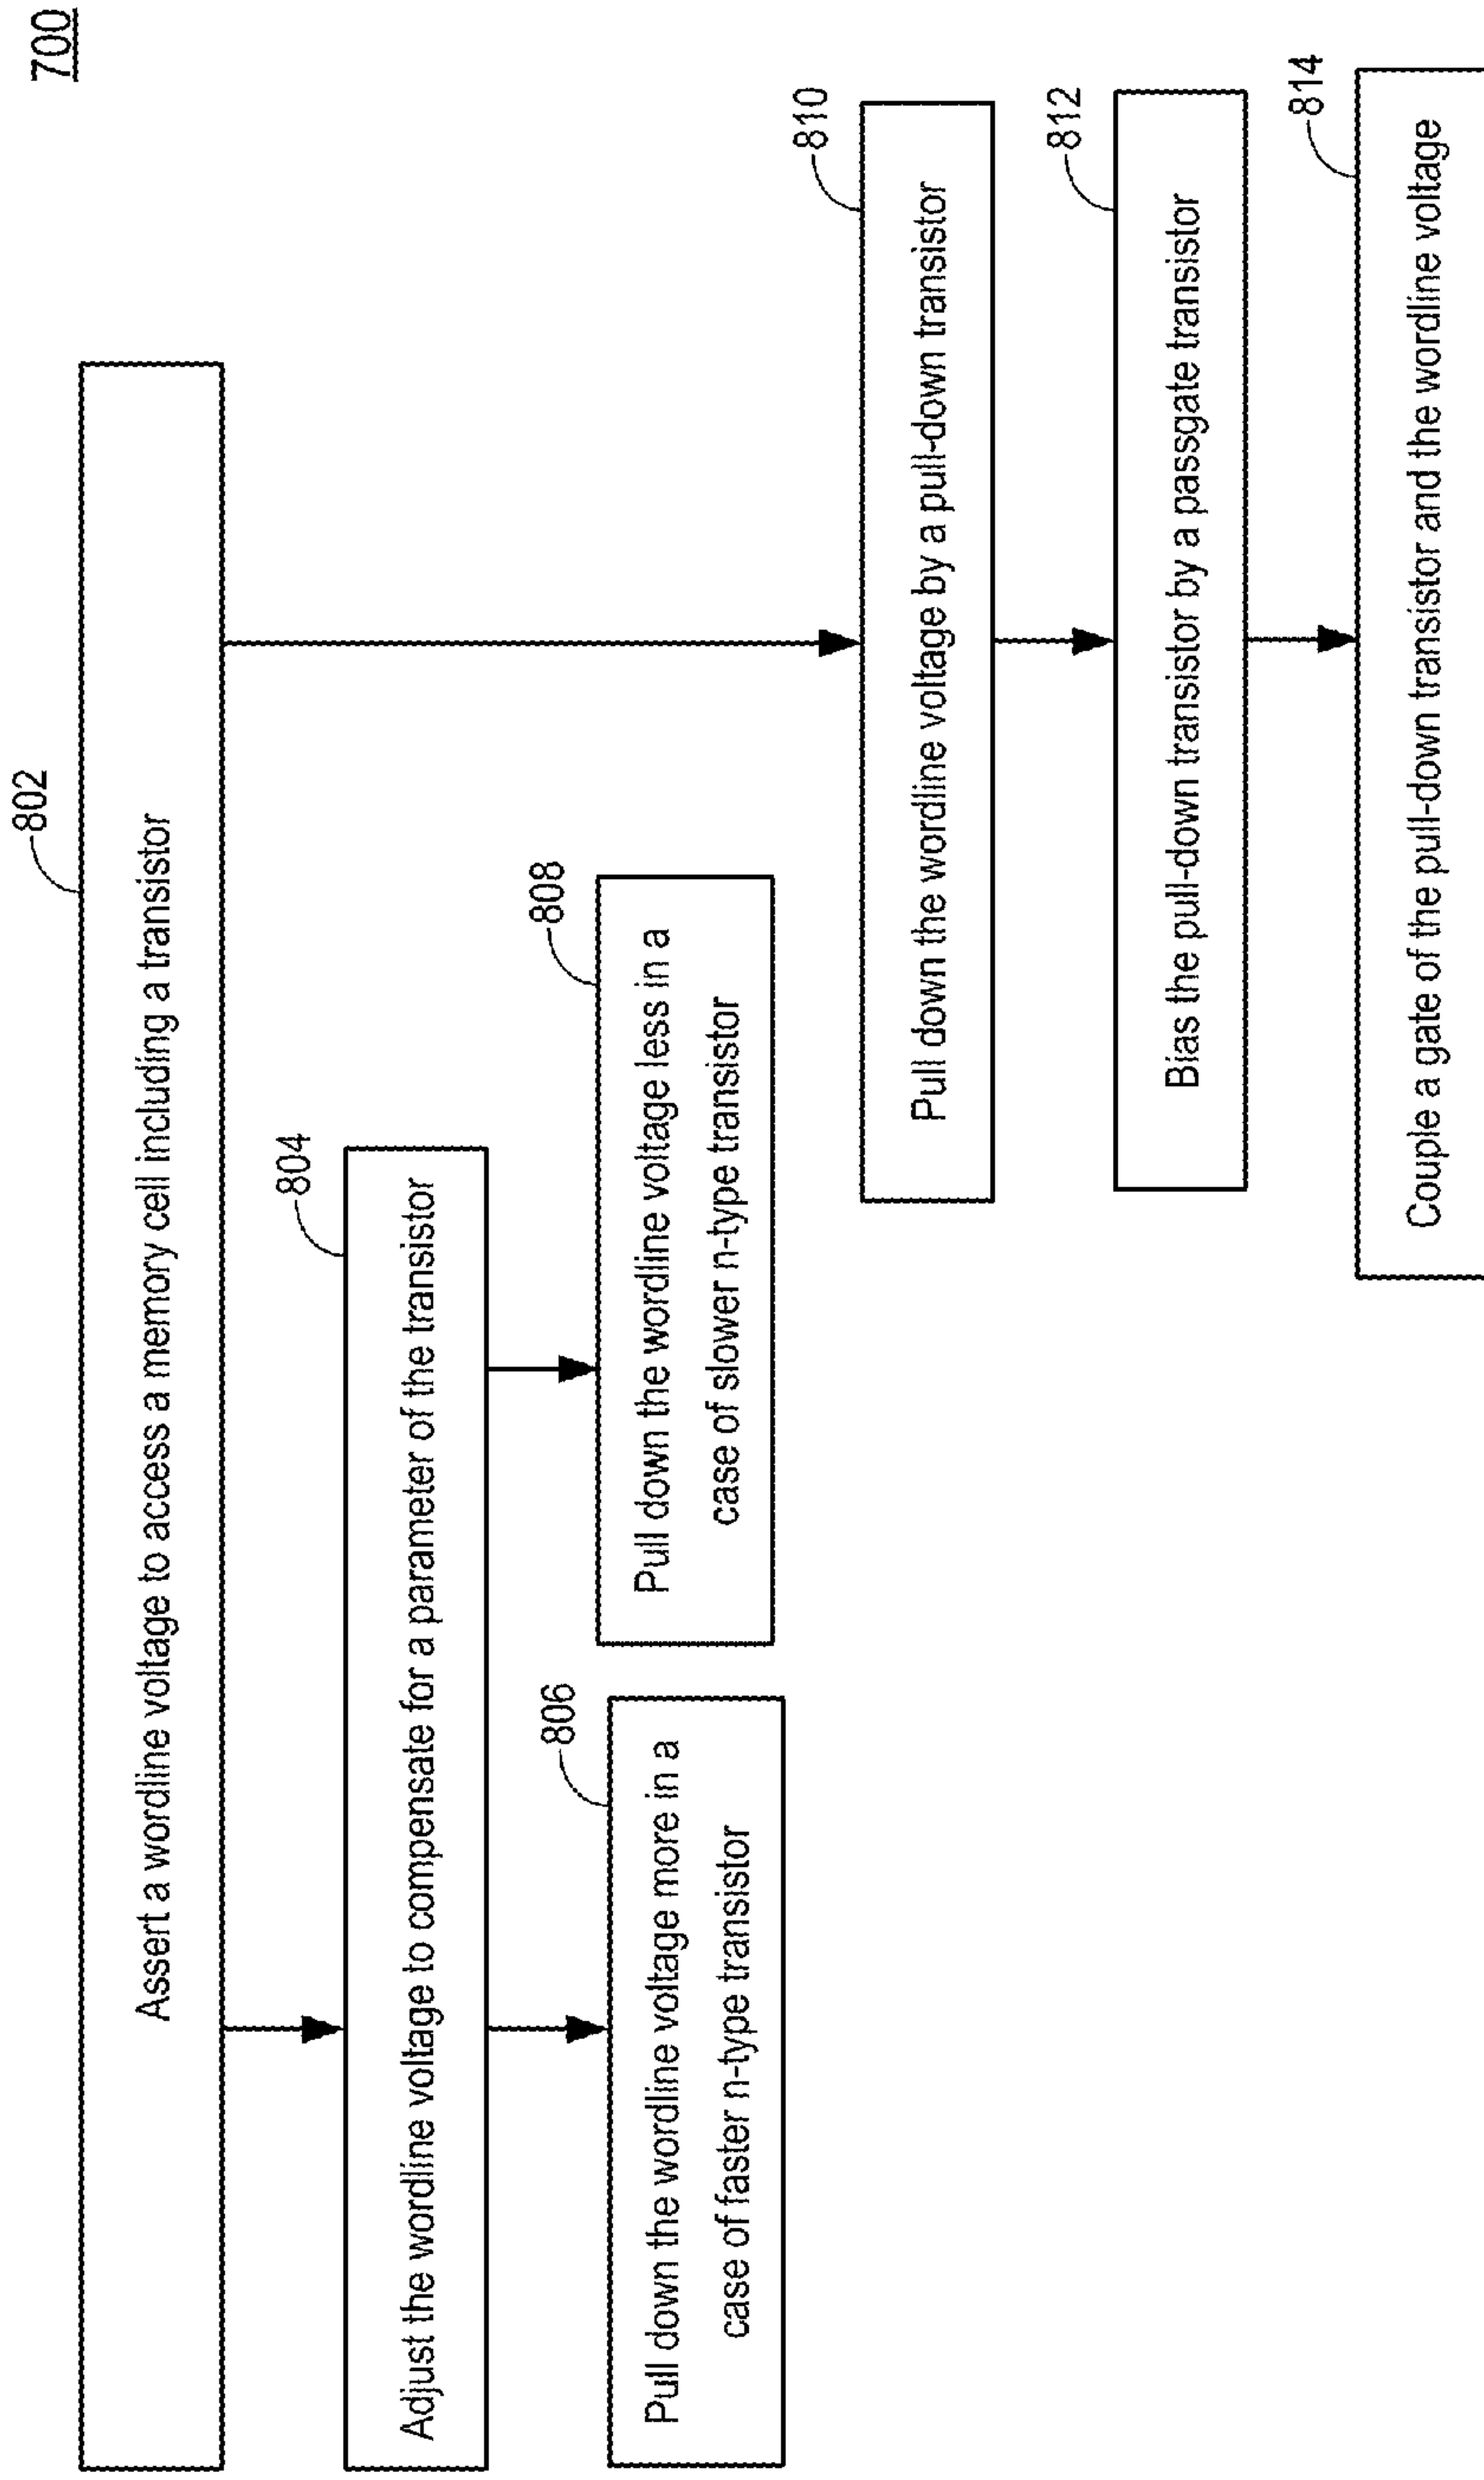 700
802
Assert a wordline voltage to access a memory cell including a transistor
804
Adjust the wordline voltage to compensate for a parameter of the transistor
806
Pull down the wordline voltage more in a
case of faster n-type transistor
808
Pull down the wordline voltage less in a
case of slower n-type transistor
810
Pull down the wordline voltage by a pull-down transistor
812
Bias the pull-down transistor by a passgate transistor
814
Couple a gate of the pull-down transistor and the wordline voltage